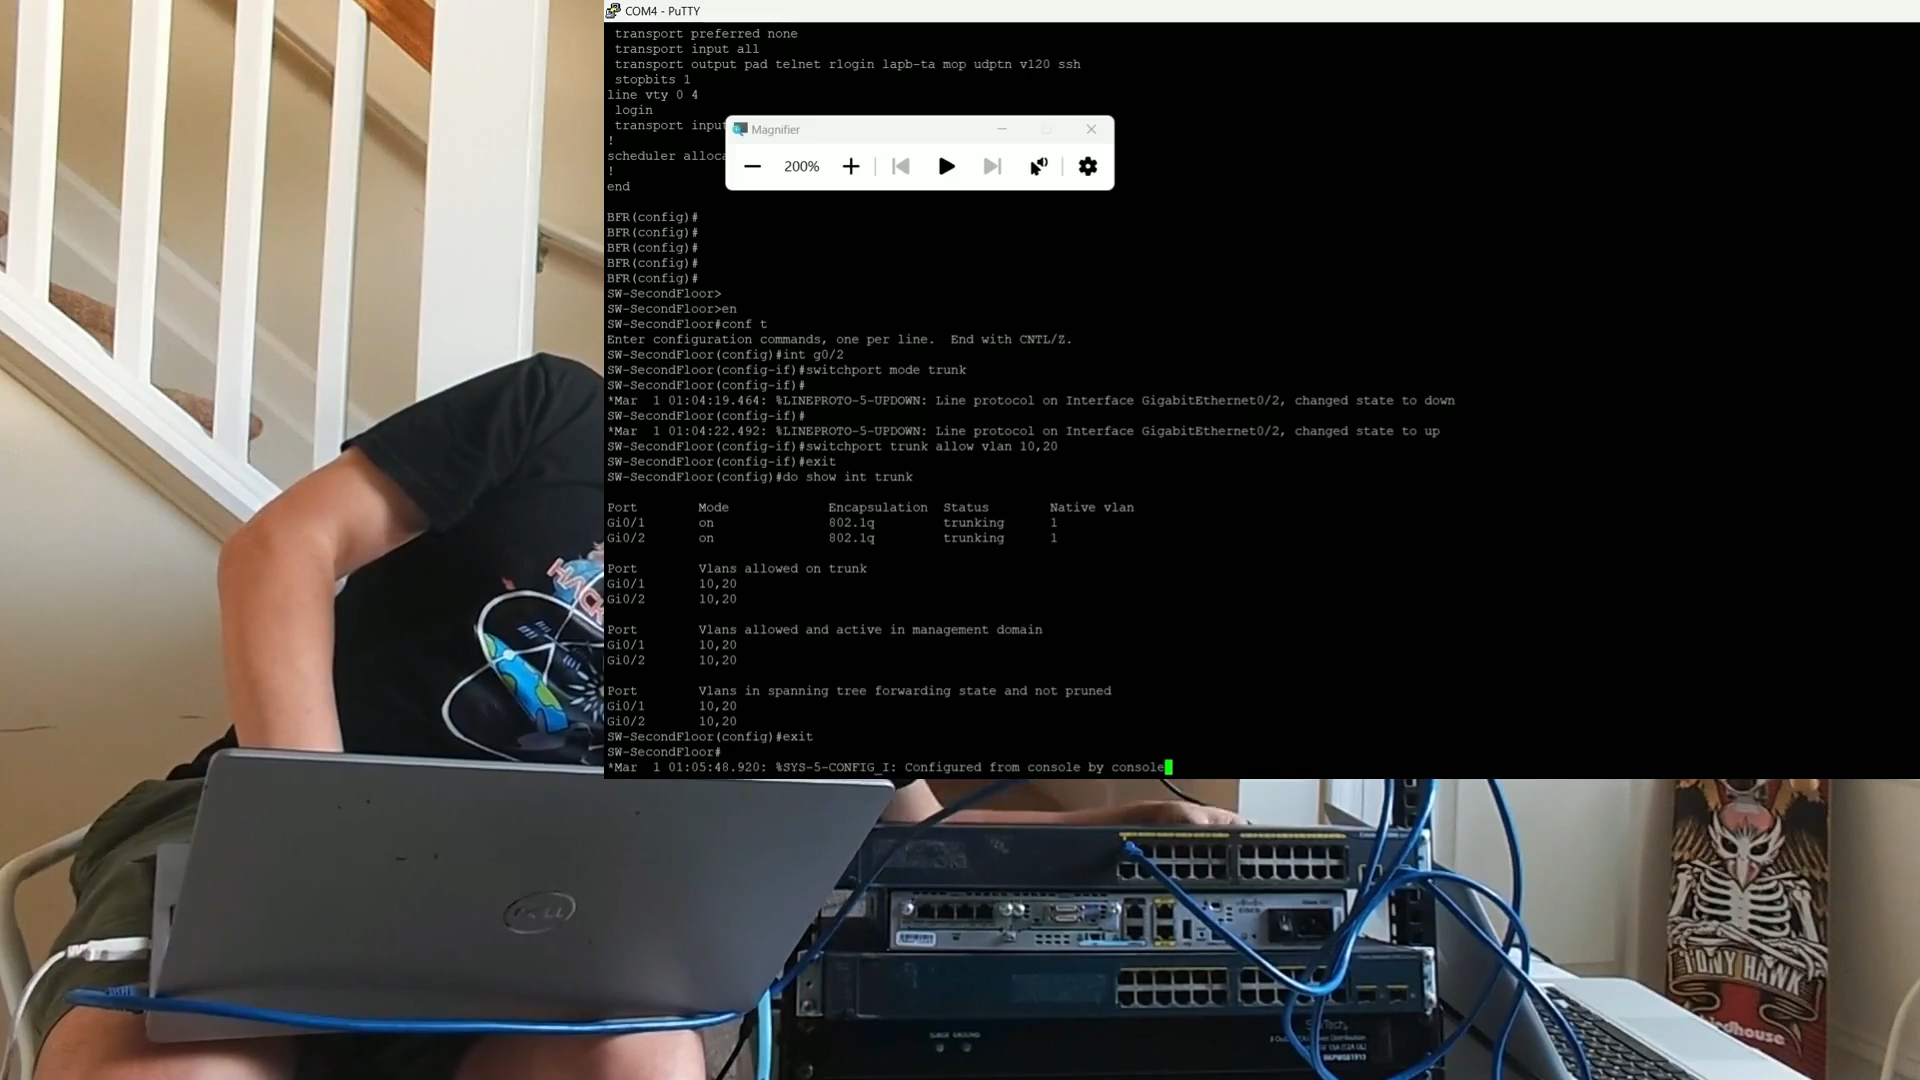 COM4 - PuTTY
transport preferred none
transport input all
transport output pad telnet rlogin lapb-ta mop udptn v120 ssh
stopbits 1
line vty 0 4
login
transport input
Magnifier
!
scheduler alloca
200%
!
end
BFR(config)#
BFR(config)#
BFR(config)#
BFR(config)#
BFR(config)#
SW-SecondFloor>
SW-SecondFloor>en
SW-SecondFloor#conf t
Enter configuration commands, one per line.  End with CNTL/Z.
SW-SecondFloor(config)#int g0/2
SW-SecondFloor(config-if)#switchport mode trunk
SW-SecondFloor(config-if)#
*Mar  1 01:04:19.464: %LINEPROTO-5-UPDOWN: Line protocol on Interface GigabitEthernet0/2, changed state to down
SW-SecondFloor(config-if)#
*Mar  1 01:04:22.492: %LINEPROTO-5-UPDOWN: Line protocol on Interface GigabitEthernet0/2, changed state to up
SW-SecondFloor(config-if)#switchport trunk allow vlan 10,20
SW-SecondFloor(config-if)#exit
SW-SecondFloor(config)#do show int trunk
Port Mode Encapsulation Status Native vlan
Gi0/1 on 802.1q trunking 1
Gi0/2 on 802.1q trunking 1
Port Vlans allowed on trunk
Gi0/1 10,20
Gi0/2 10,20
Port Vlans allowed and active in management domain
Gi0/1 10,20
Gi0/2 10,20
Port Vlans in spanning tree forwarding state and not pruned
Gi0/1 10,20
Gi0/2 10,20
SW-SecondFloor(config)#exit
SW-SecondFloor#
*Mar  1 01:05:48.920: %SYS-5-CONFIG_I: Configured from console by console
HACK
DELL
SURGE GROUND
StarTech
TONY HAWK
birdhouse